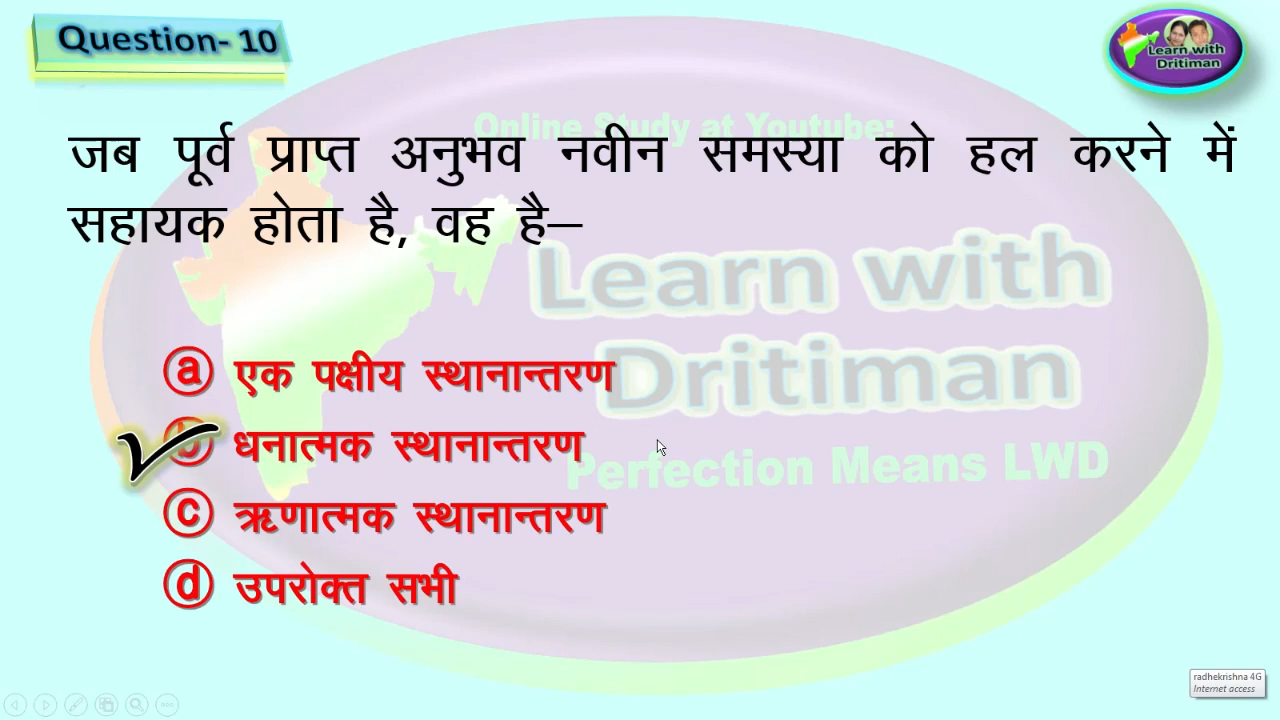 Question- 10
Learn with
Dritiman
Online Study at Youtube:
जब पूर्व प्राप्त अनुभव नवीन समस्या को हल करने में
सहायक होता है, वह है–
Learn with
Dritiman
Perfection Means LWD
ⓐ एक पक्षीय स्थानान्तरण
ⓑ धनात्मक स्थानान्तरण
ⓒ ऋणात्मक स्थानान्तरण
ⓓ उपरोक्त सभी
radhekrishna 4G
Internet access